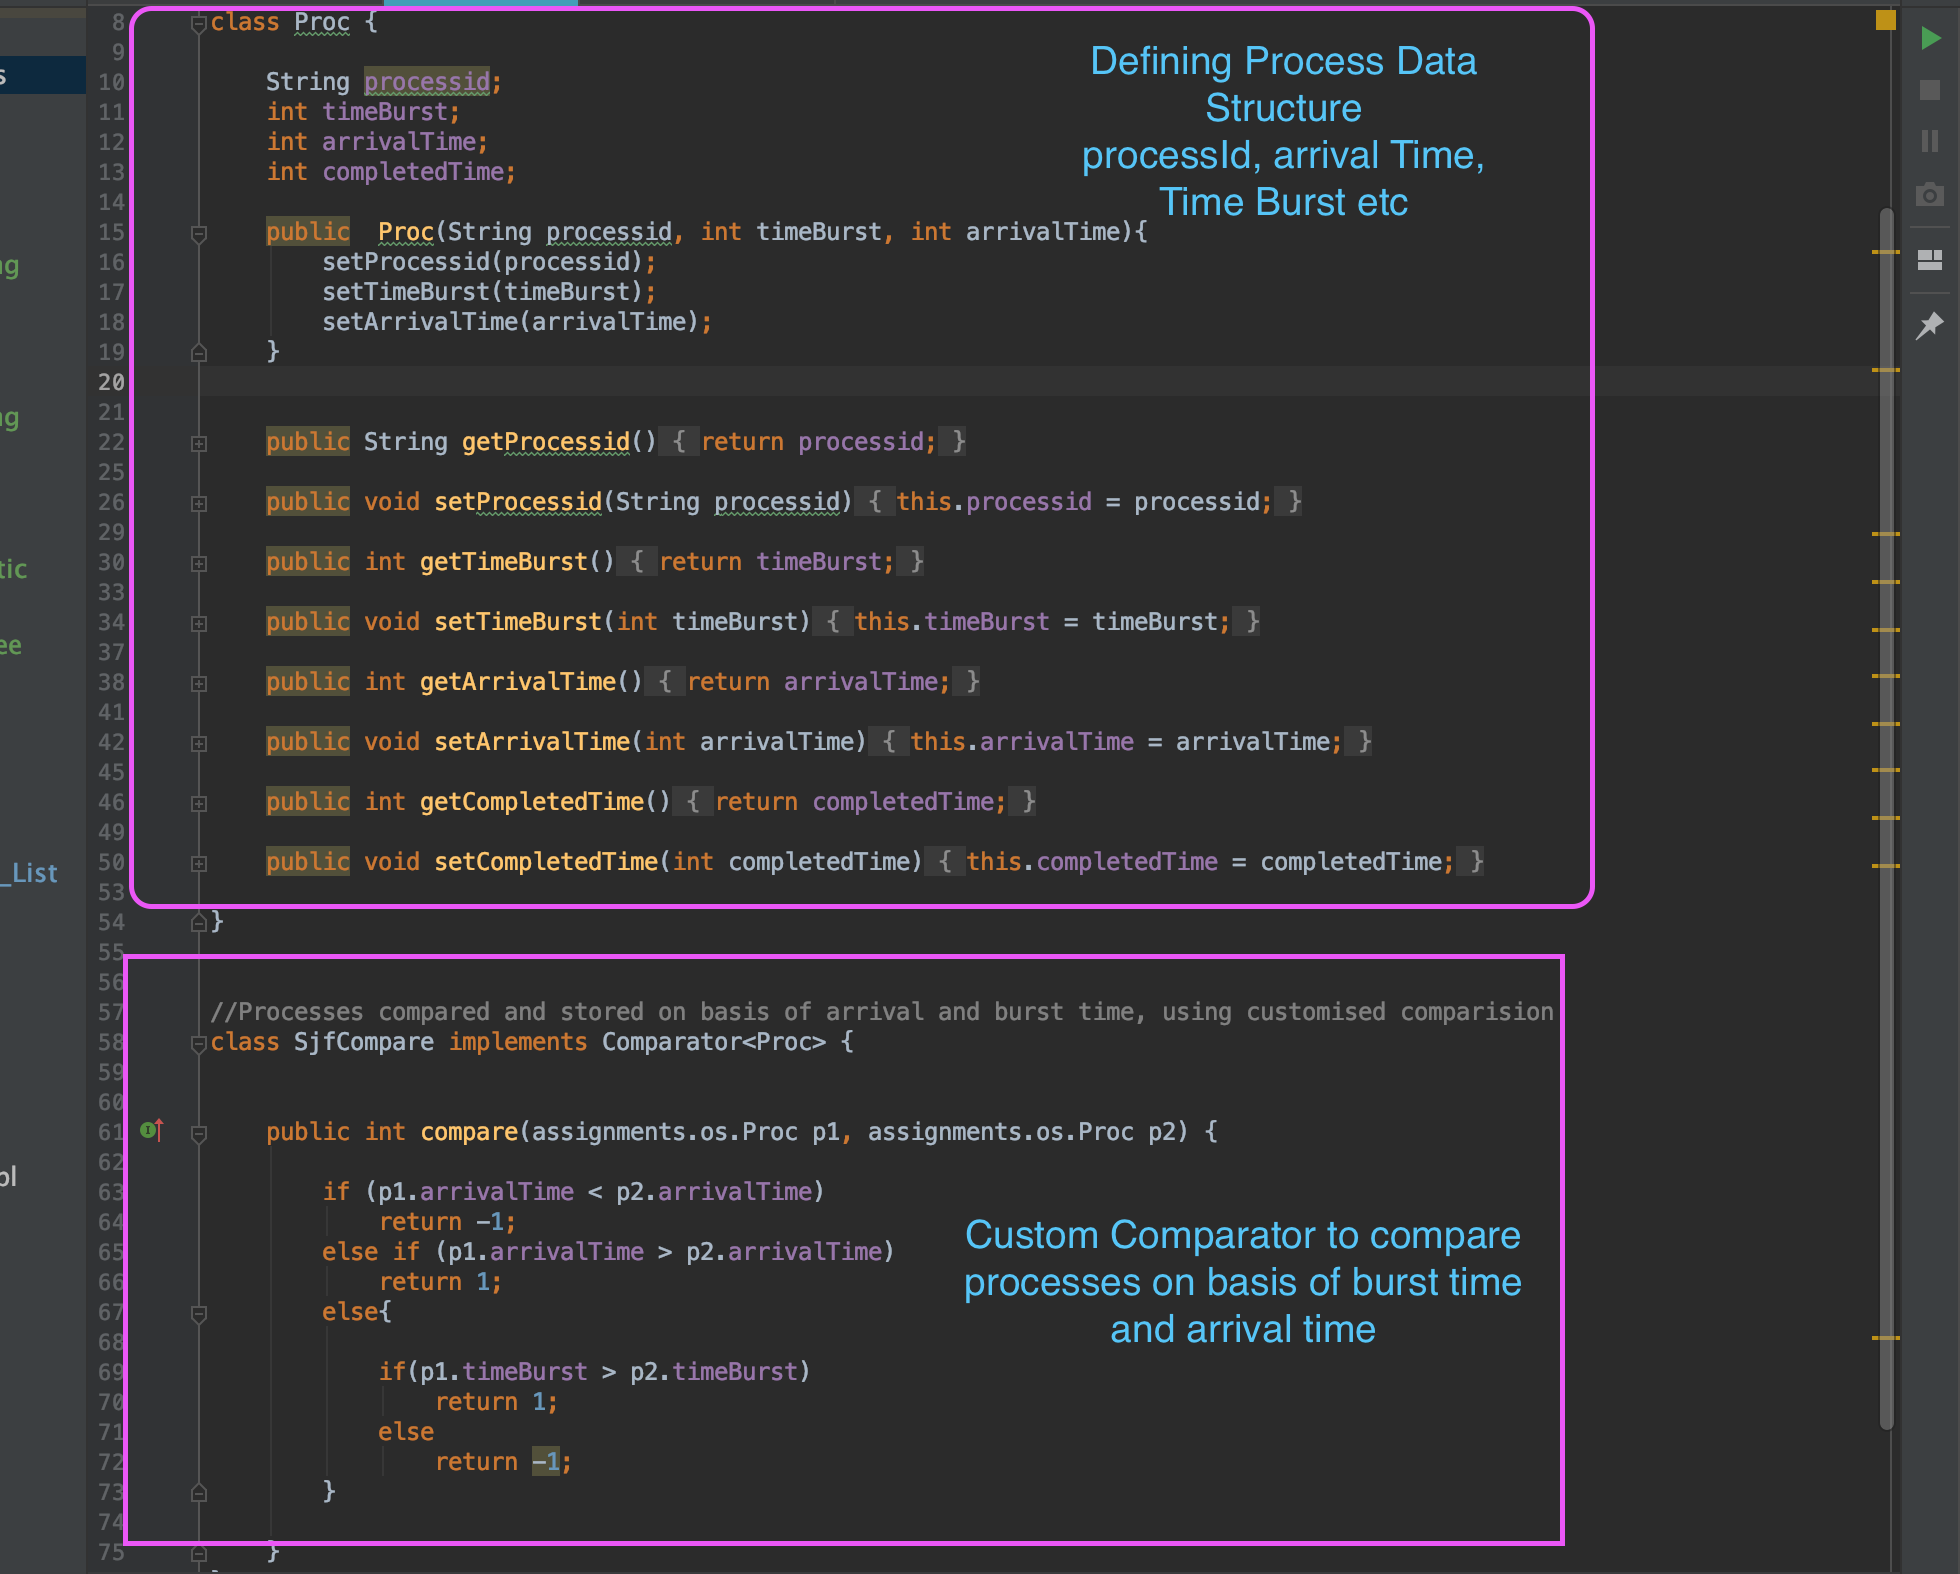 8 class Proc {
9
10 String processid;
11 int timeBurst;
12 int arrivalTime;
13 int completedTime;
14
Defining Process Data
Structure
processId, arrival Time,
Time Burst etc
15 public  Proc(String processid, int timeBurst, int arrivalTime){
16 setProcessid(processid);
17 setTimeBurst(timeBurst);
18 setArrivalTime(arrivalTime);
19 }
20
21
22 public String getProcessid() { return processid; }
25
26 public void setProcessid(String processid) { this.processid = processid; }
29
30 public int getTimeBurst() { return timeBurst; }
33
34 public void setTimeBurst(int timeBurst) { this.timeBurst = timeBurst; }
37
38 public int getArrivalTime() { return arrivalTime; }
41
42 public void setArrivalTime(int arrivalTime) { this.arrivalTime = arrivalTime; }
45
46 public int getCompletedTime() { return completedTime; }
49
50 public void setCompletedTime(int completedTime) { this.completedTime = completedTime; }
53
54 }
55
56
57 //Processes compared and stored on basis of arrival and burst time, using customised comparision
58 class SjfCompare implements Comparator<Proc> {
59
60
61 public int compare(assignments.os.Proc p1, assignments.os.Proc p2) {
62
63 if (p1.arrivalTime < p2.arrivalTime)
64 return -1;
65 else if (p1.arrivalTime > p2.arrivalTime)
66 return 1;
67 else{
68
69 if(p1.timeBurst > p2.timeBurst)
70 return 1;
71 else
72 return -1;
73 }
74
75 }
Custom Comparator to compare
processes on basis of burst time
and arrival time
s
ng
ng
tic
ee
_List
ol